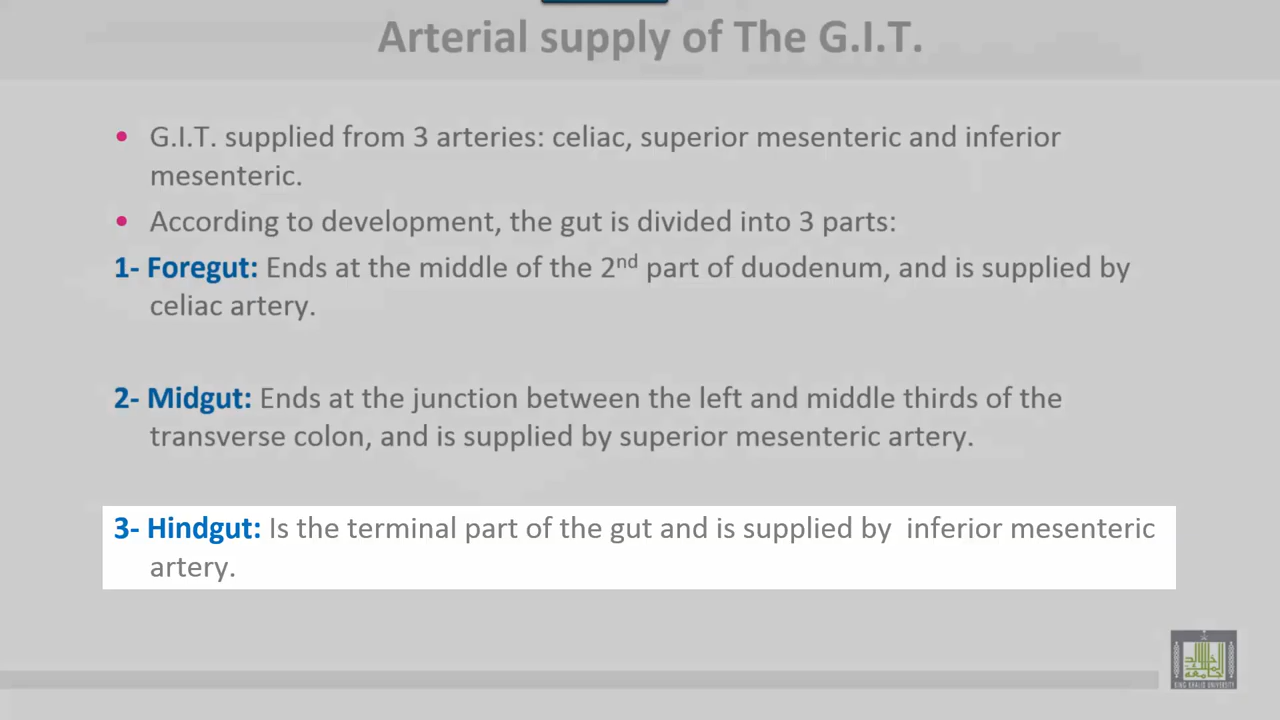 Arterial supply of The G.I.T.
• G.I.T. supplied from 3 arteries: celiac, superior mesenteric and inferior
mesenteric.
• According to development, the gut is divided into 3 parts:
1- Foregut: Ends at the middle of the 2nd part of duodenum, and is supplied by
celiac artery.
2- Midgut: Ends at the junction between the left and middle thirds of the
transverse colon, and is supplied by superior mesenteric artery.
3- Hindgut: Is the terminal part of the gut and is supplied by  inferior mesenteric
artery.
KING KHALID UNIVERSITY